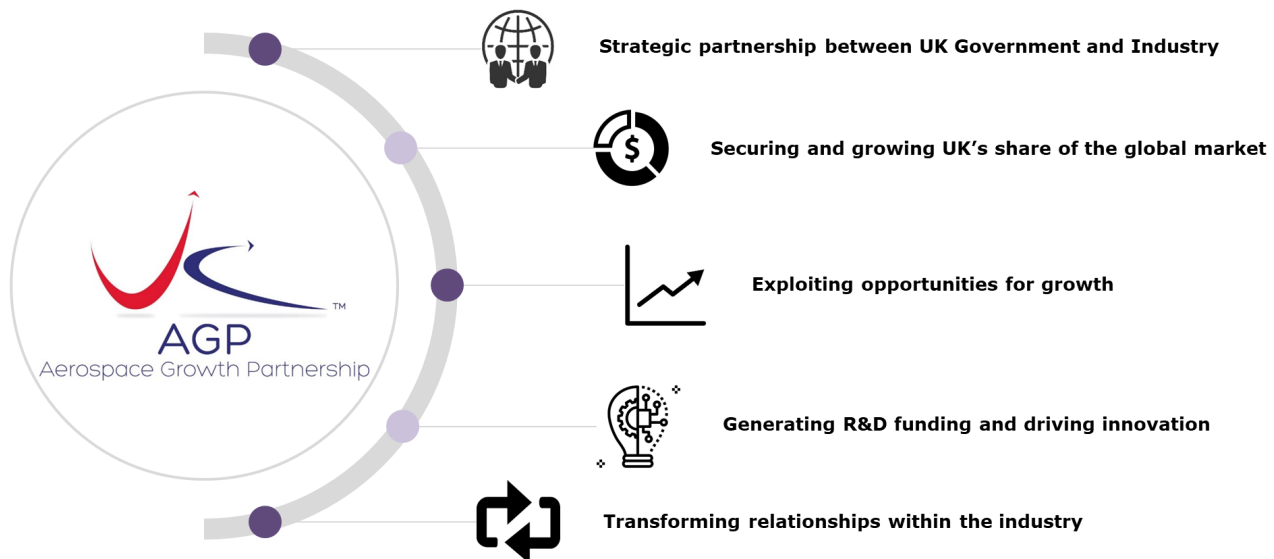 Strategic partnership between UK Government and Industry
$
Securing and growing UK’s share of the global market
Exploiting opportunities for growth
UK
TM
AGP
Aerospace Growth Partnership
Generating R&D funding and driving innovation
Transforming relationships within the industry